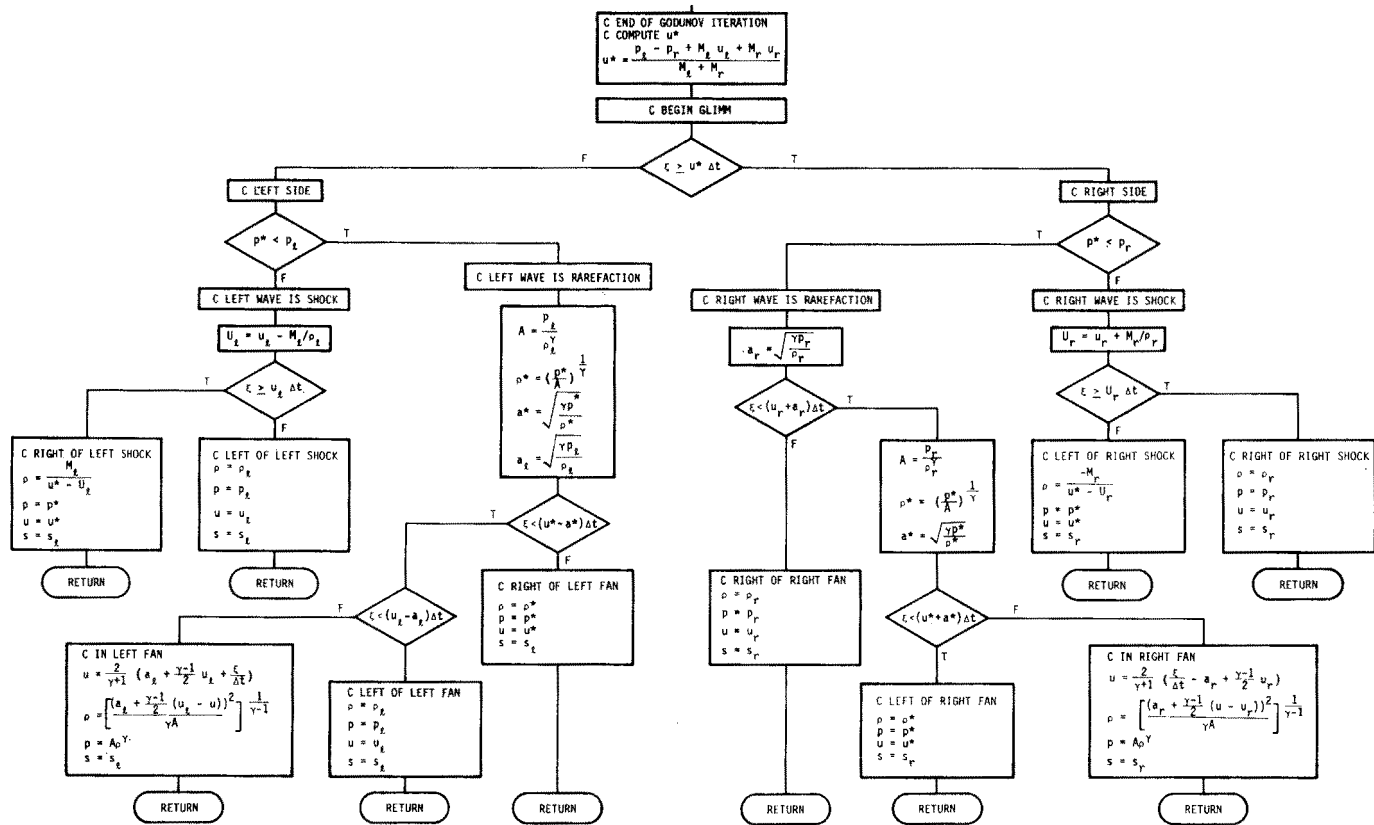 C END OF GODUNOV ITERATION
C COMPUTE u*
u* = (p_ℓ - p_r + M_ℓ u_ℓ + M_r u_r) / (M_ℓ + M_r)
C BEGIN GLIMM
ξ ≥ u* Δt
F
T
C LEFT SIDE
C RIGHT SIDE
p* < p_ℓ
T
F
T
p* ≤ p_r
F
C LEFT WAVE IS SHOCK
C LEFT WAVE IS RAREFACTION
C RIGHT WAVE IS RAREFACTION
C RIGHT WAVE IS SHOCK
U_ℓ = u_ℓ - M_ℓ/ρ_ℓ
A = p_ℓ / ρ_ℓ^γ
ρ* = (p*/A)^(1/γ)
a* = √(γp*/ρ*)
a_ℓ = √(γp_ℓ/ρ_ℓ)
a_r = √(γp_r/ρ_r)
U_r = u_r + M_r/ρ_r
T
ξ ≥ u_ℓ Δt
F
ξ<(u_r+a_r)Δt
T
F
ξ ≥ U_r Δt
T
F
C RIGHT OF LEFT SHOCK
ρ = M_ℓ / (u* - U_ℓ)
p = p*
u = u*
s = s_ℓ
RETURN
C LEFT OF LEFT SHOCK
ρ = ρ_ℓ
p = p_ℓ
u = u_ℓ
s = s_ℓ
RETURN
T
ξ<(u*-a*)Δt
F
A = p_r / ρ_r^γ
ρ* = (p*/A)^(1/γ)
a* = √(γp*/ρ*)
C LEFT OF RIGHT SHOCK
ρ = -M_r / (u* - U_r)
p = p*
u = u*
s = s_r
RETURN
C RIGHT OF RIGHT SHOCK
ρ = ρ_r
p = p_r
u = u_r
s = s_r
RETURN
F
ξ<(u_ℓ-a_ℓ)Δt
T
C RIGHT OF LEFT FAN
ρ = ρ*
p = p*
u = u*
s = s_ℓ
RETURN
C RIGHT OF RIGHT FAN
ρ = ρ_r
p = p_r
u = u_r
s = s_r
RETURN
ξ<(u*+a*)Δt
F
T
C IN LEFT FAN
u = 2/(γ+1) (a_ℓ + (γ-1)/2 u_ℓ + ξ/Δt)
ρ = [(a_ℓ + (γ-1)/2 (u_ℓ - u))² / γA]^(1/(γ-1))
p = Aρ^γ
s = s_ℓ
RETURN
C LEFT OF LEFT FAN
ρ = ρ_ℓ
p = p_ℓ
u = u_ℓ
s = s_ℓ
RETURN
C LEFT OF RIGHT FAN
ρ = ρ*
p = p*
u = u*
s = s_r
RETURN
C IN RIGHT FAN
u = 2/(γ+1) (ξ/Δt - a_r + (γ-1)/2 u_r)
ρ = [(a_r + (γ-1)/2 (u - u_r))² / γA]^(1/(γ-1))
p = Aρ^γ
s = s_r
RETURN